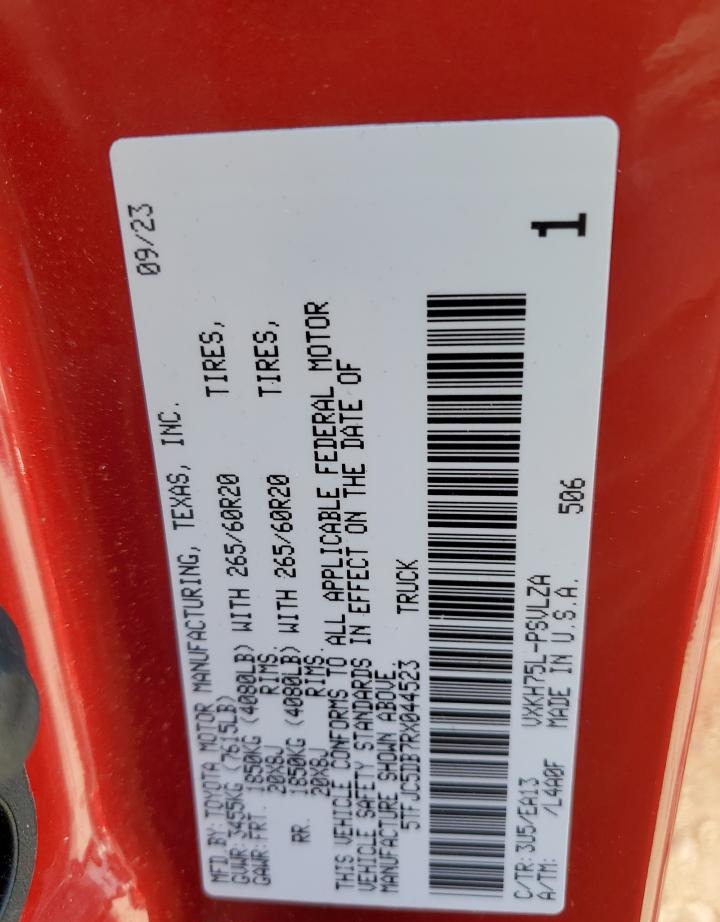 MFD.BY:TOYOTA MOTOR MANUFACTURING, TEXAS, INC. 09/23
GVWR: 3455KG (7615LB)
GAWR:FRT. 1850KG (4080LB) WITH 265/60R20 TIRES,
20X8J RIMS.
RR. 1850KG (4080LB) WITH 265/60R20 TIRES,
20X8J RIMS.
THIS VEHICLE CONFORMS TO ALL APPLICABLE FEDERAL MOTOR
VEHICLE SAFETY STANDARDS IN EFFECT ON THE DATE OF
MANUFACTURE SHOWN ABOVE.
5TFJC51B7RX044523 TRUCK
1
C/TR:3U5/EA13 VXKH75L-PSVLZA 506
A/TM: /L4A0F MADE IN U.S.A.